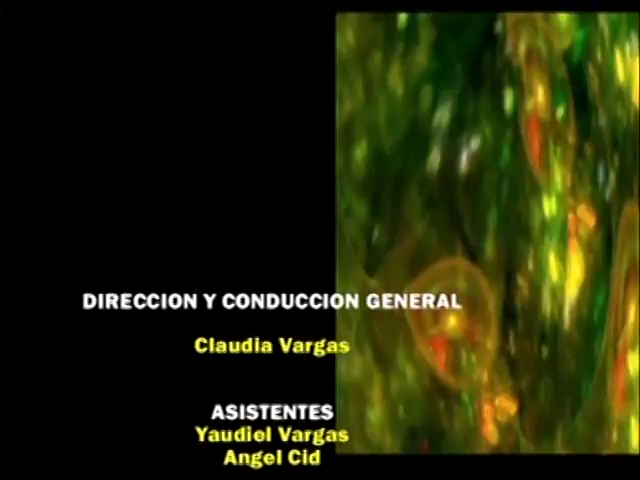 DIRECCION Y CONDUCCION GENERAL
Claudia Vargas
ASISTENTES
Yaudiel Vargas
Angel Cid